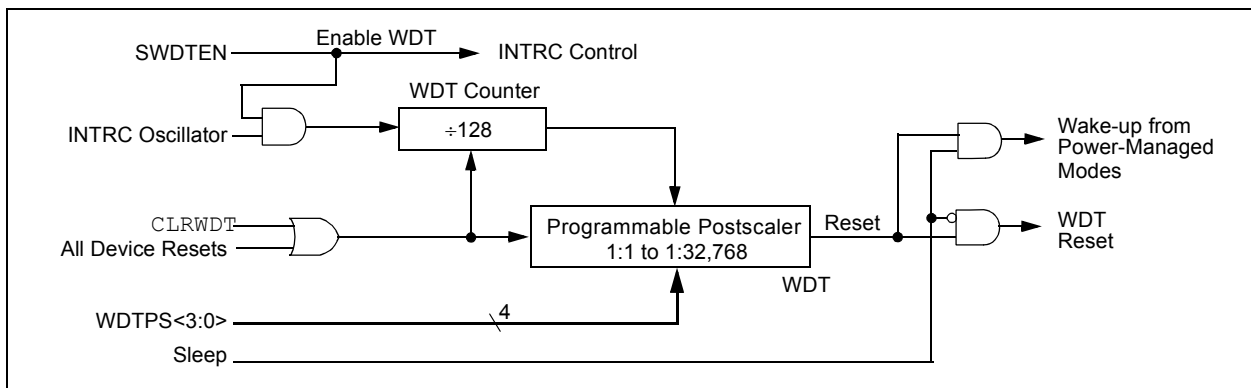 Enable WDT
SWDTEN
INTRC Control
WDT Counter
÷128
INTRC Oscillator
Wake-up from
Power-Managed
Modes
CLRWDT
All Device Resets
Programmable Postscaler
1:1 to 1:32,768
Reset
WDT
Reset
WDT
4
WDTPS<3:0>
Sleep